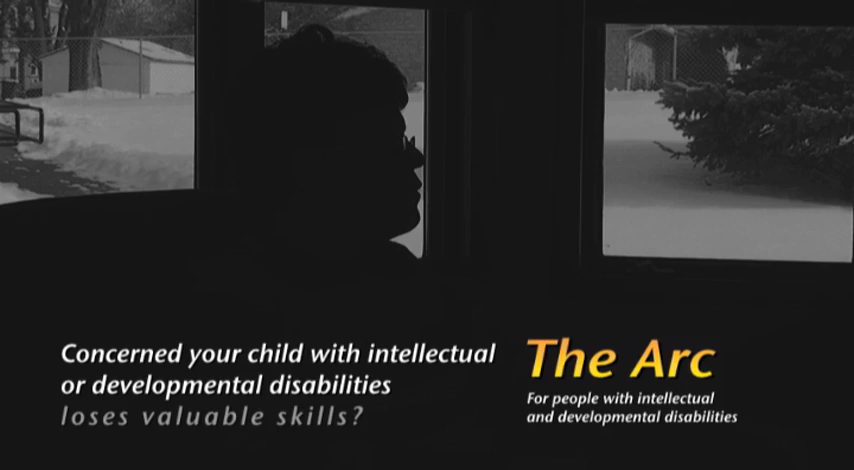 Concerned your child with intellectual
or developmental disabilities
loses valuable skills?
The Arc
For people with intellectual
and developmental disabilities